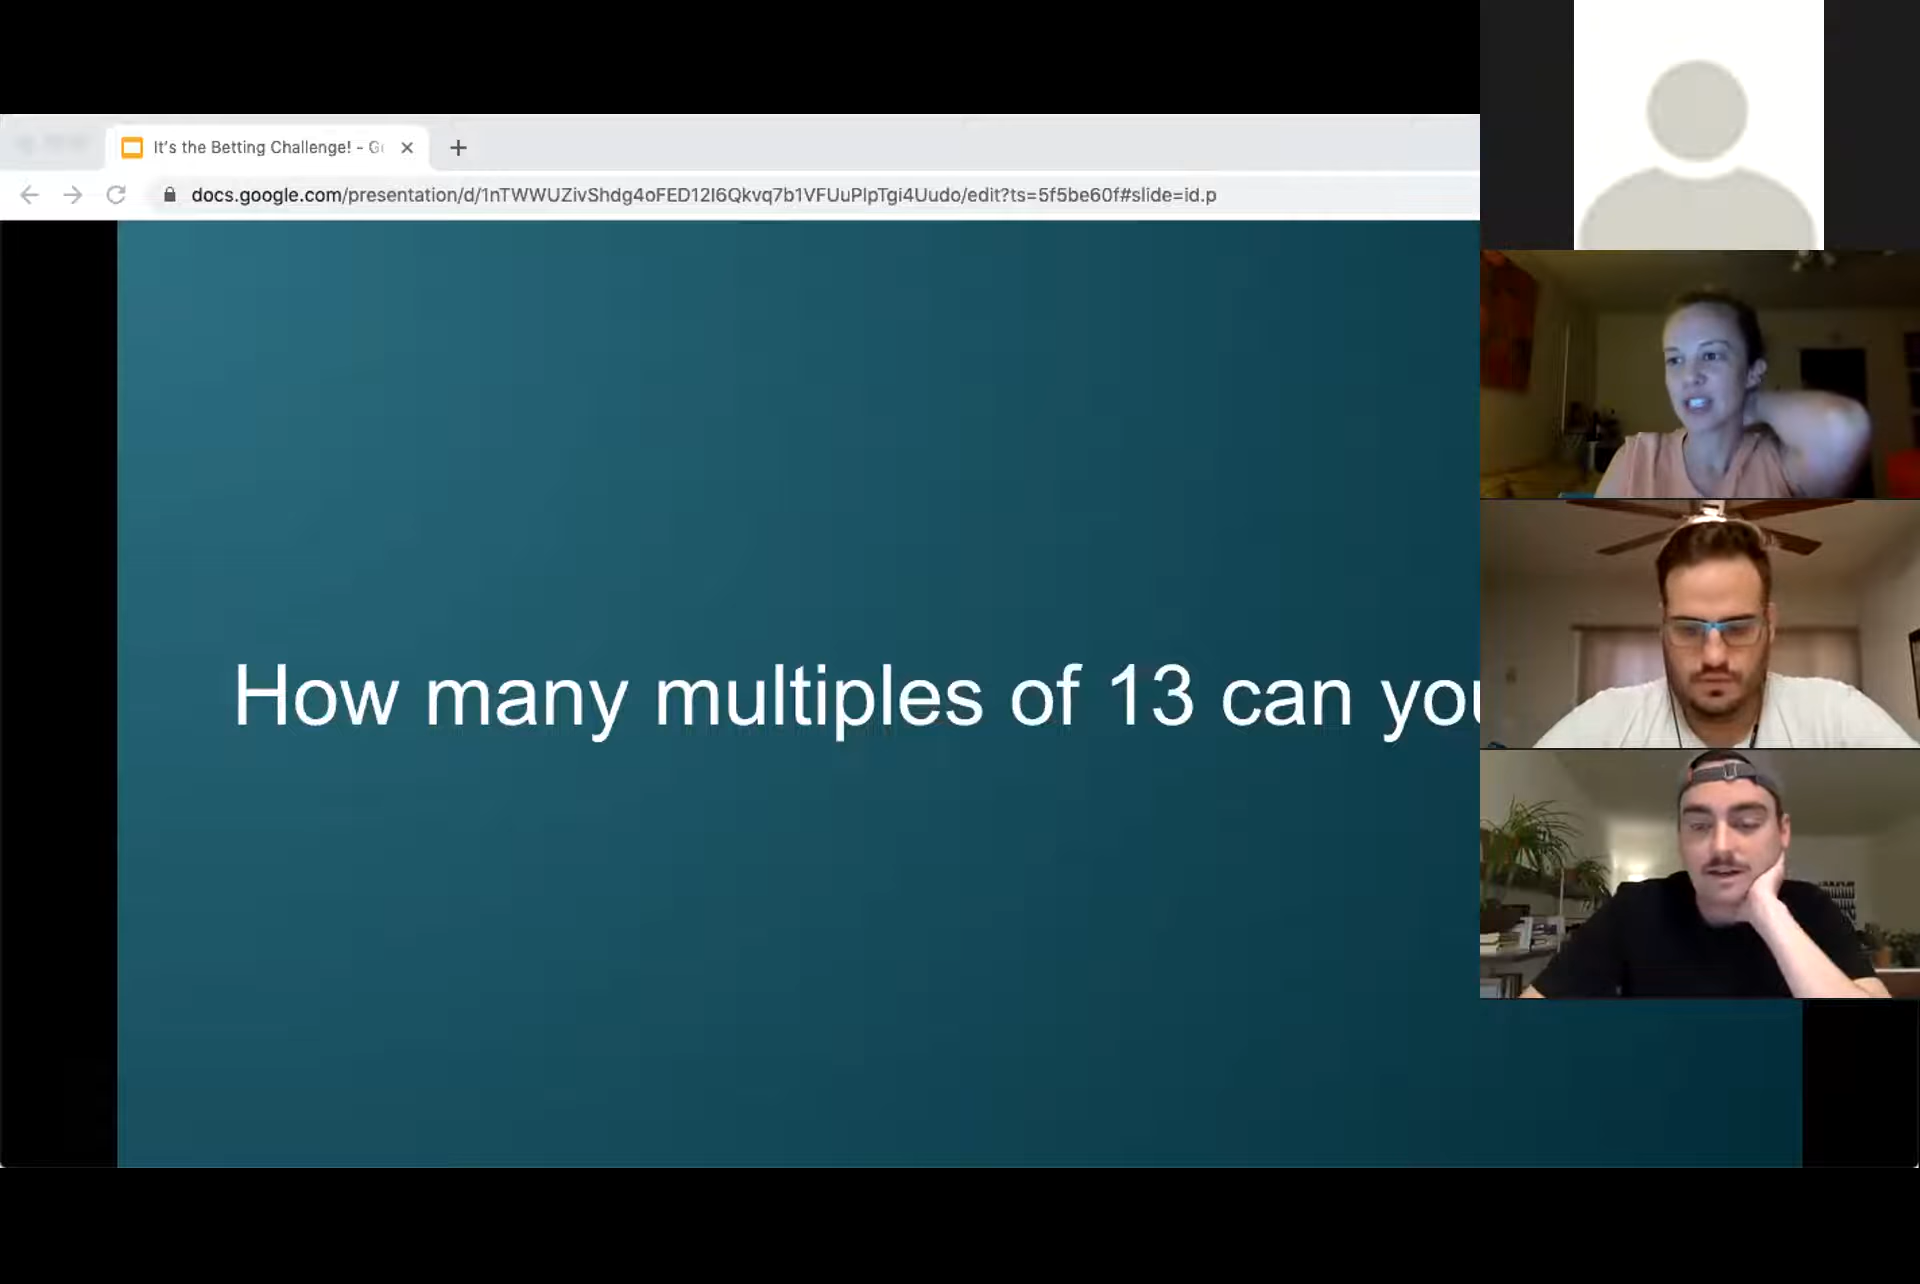 It's the Betting Challenge! - G
docs.google.com/presentation/d/1nTWWUZivShdg4oFED12I6Qkvq7b1VFUuPlpTgi4Uudo/edit?ts=5f5be60f#slide=id.p
How many multiples of 13 can you